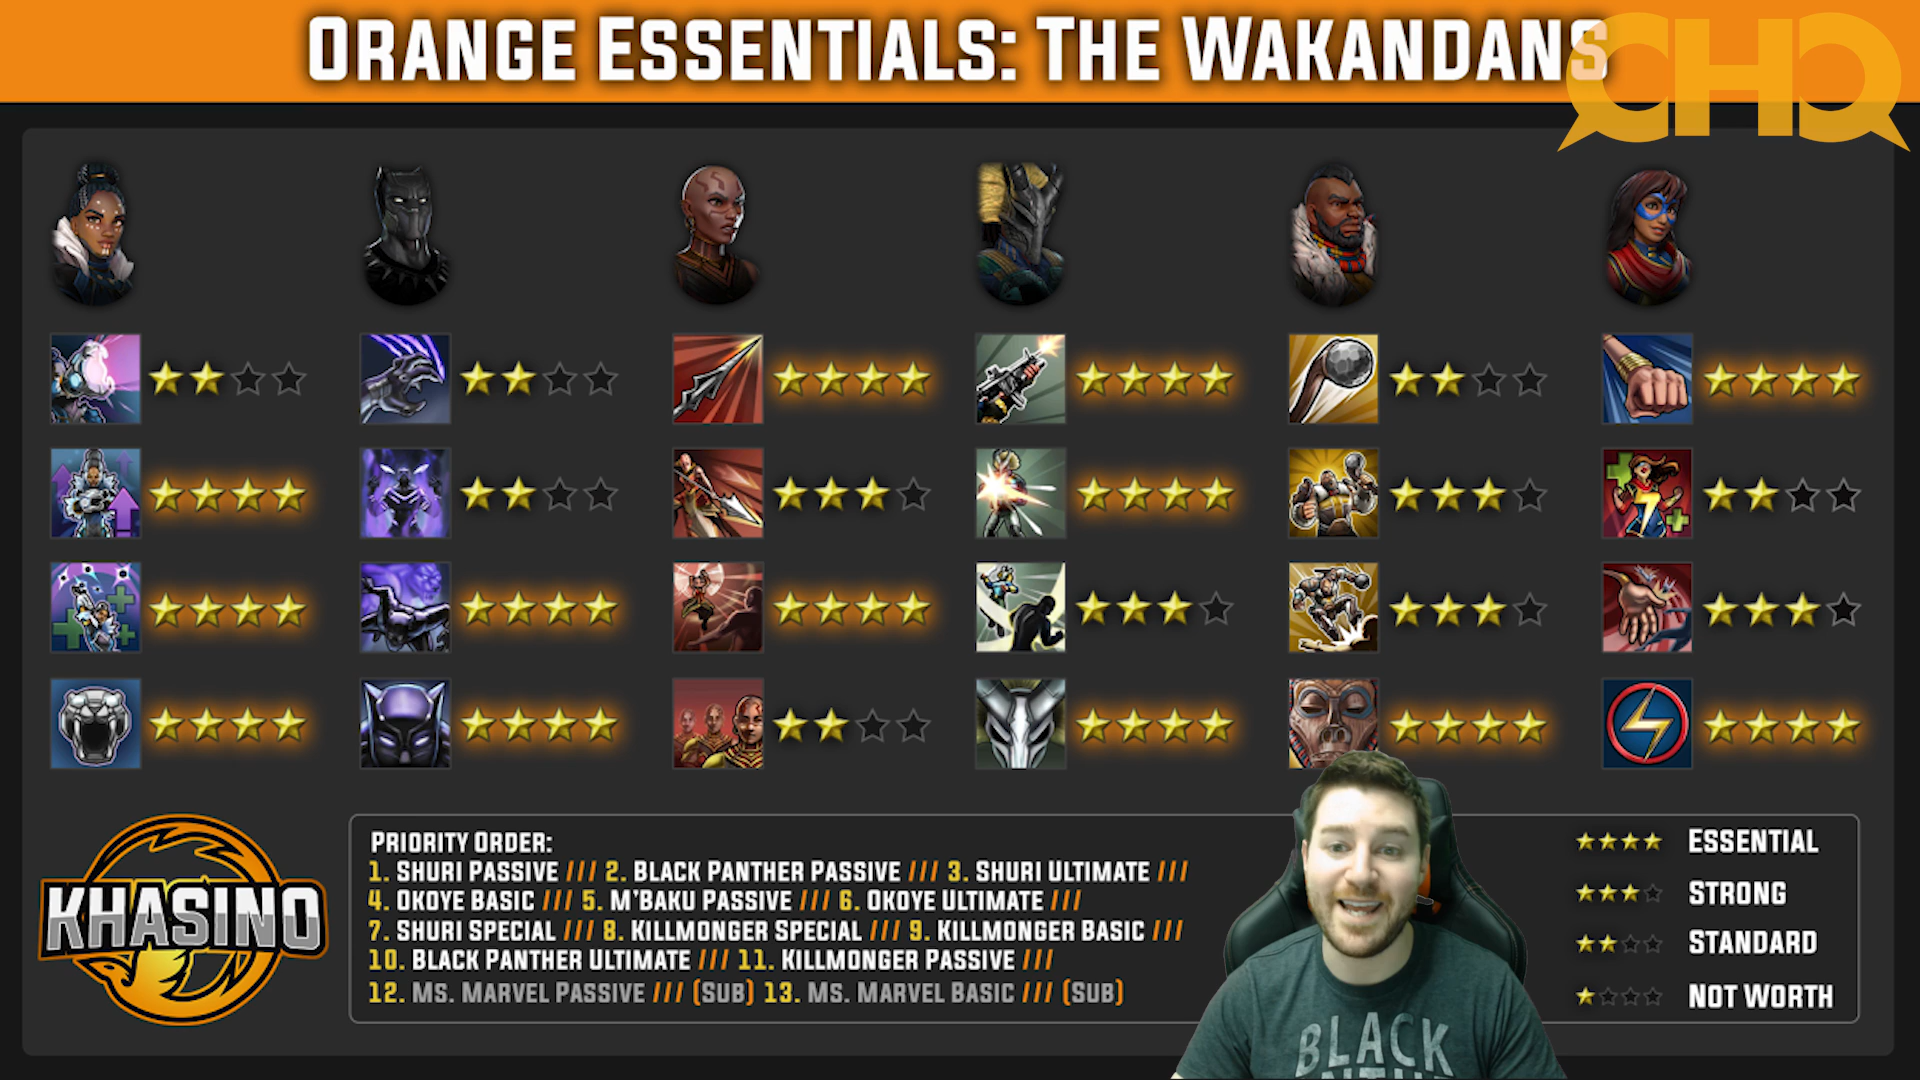 ORANGE ESSENTIALS: THE WAKANDANS
CHC
KHASINO
PRIORITY ORDER:
1. SHURI PASSIVE /// 2. BLACK PANTHER PASSIVE /// 3. SHURI ULTIMATE ///
4. OKOYE BASIC /// 5. M'BAKU PASSIVE /// 6. OKOYE ULTIMATE ///
7. SHURI SPECIAL /// 8. KILLMONGER SPECIAL /// 9. KILLMONGER BASIC ///
10. BLACK PANTHER ULTIMATE /// 11. KILLMONGER PASSIVE ///
12. MS. MARVEL PASSIVE /// (SUB) 13. MS. MARVEL BASIC /// (SUB)
ESSENTIAL
STRONG
STANDARD
NOT WORTH
BLACK